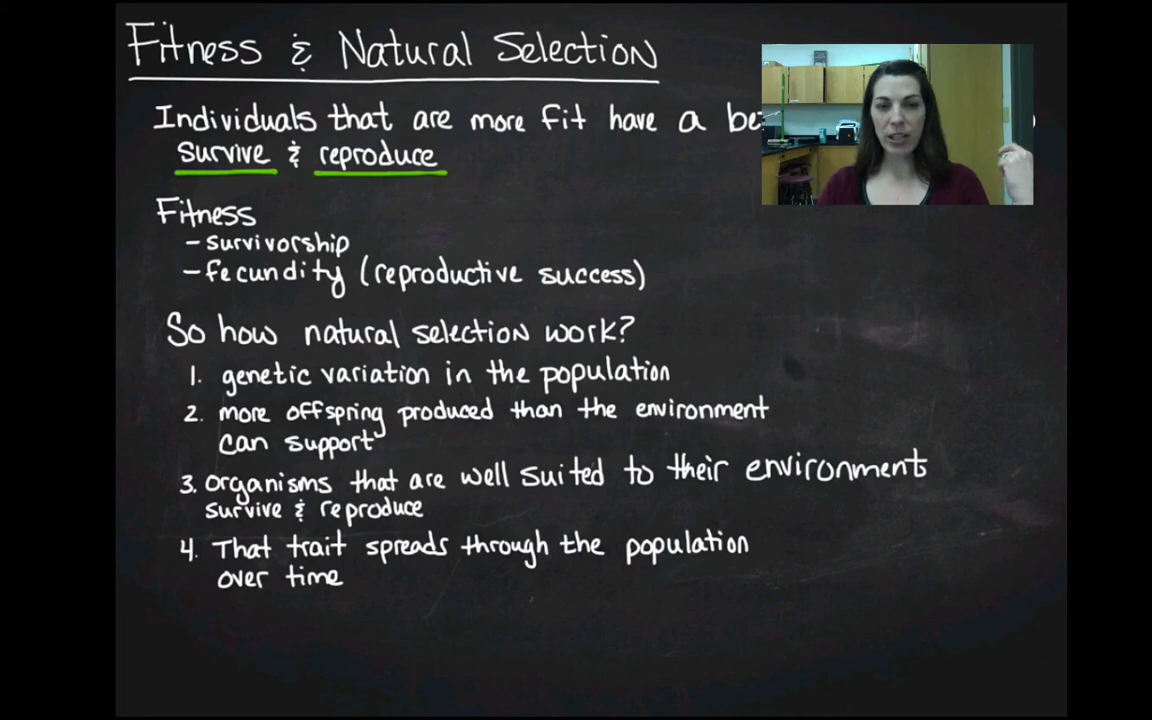 Fitness & Natural Selection
Individuals that are more fit have a be
survive & reproduce
Fitness
- survivorship
- fecundity (reproductive success)
So how natural selection work?
1. genetic variation in the population
2. more offspring produced than the environment
can support
3. organisms that are well suited to their environment
survive & reproduce
4. That trait spreads through the population
over time